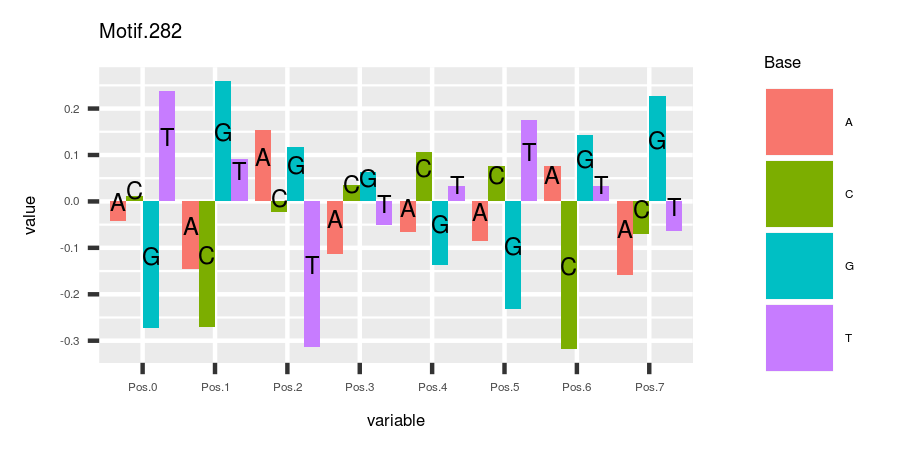 Motif.282
Base
A
C
G
T
value
0.2
0.1
0.0
-0.1
-0.2
-0.3
A C G T
A C G T
A C G T
A C G T
A C G T
A C G T
A C G T
A C G T
Pos.0 Pos.1 Pos.2 Pos.3 Pos.4 Pos.5 Pos.6 Pos.7
variable